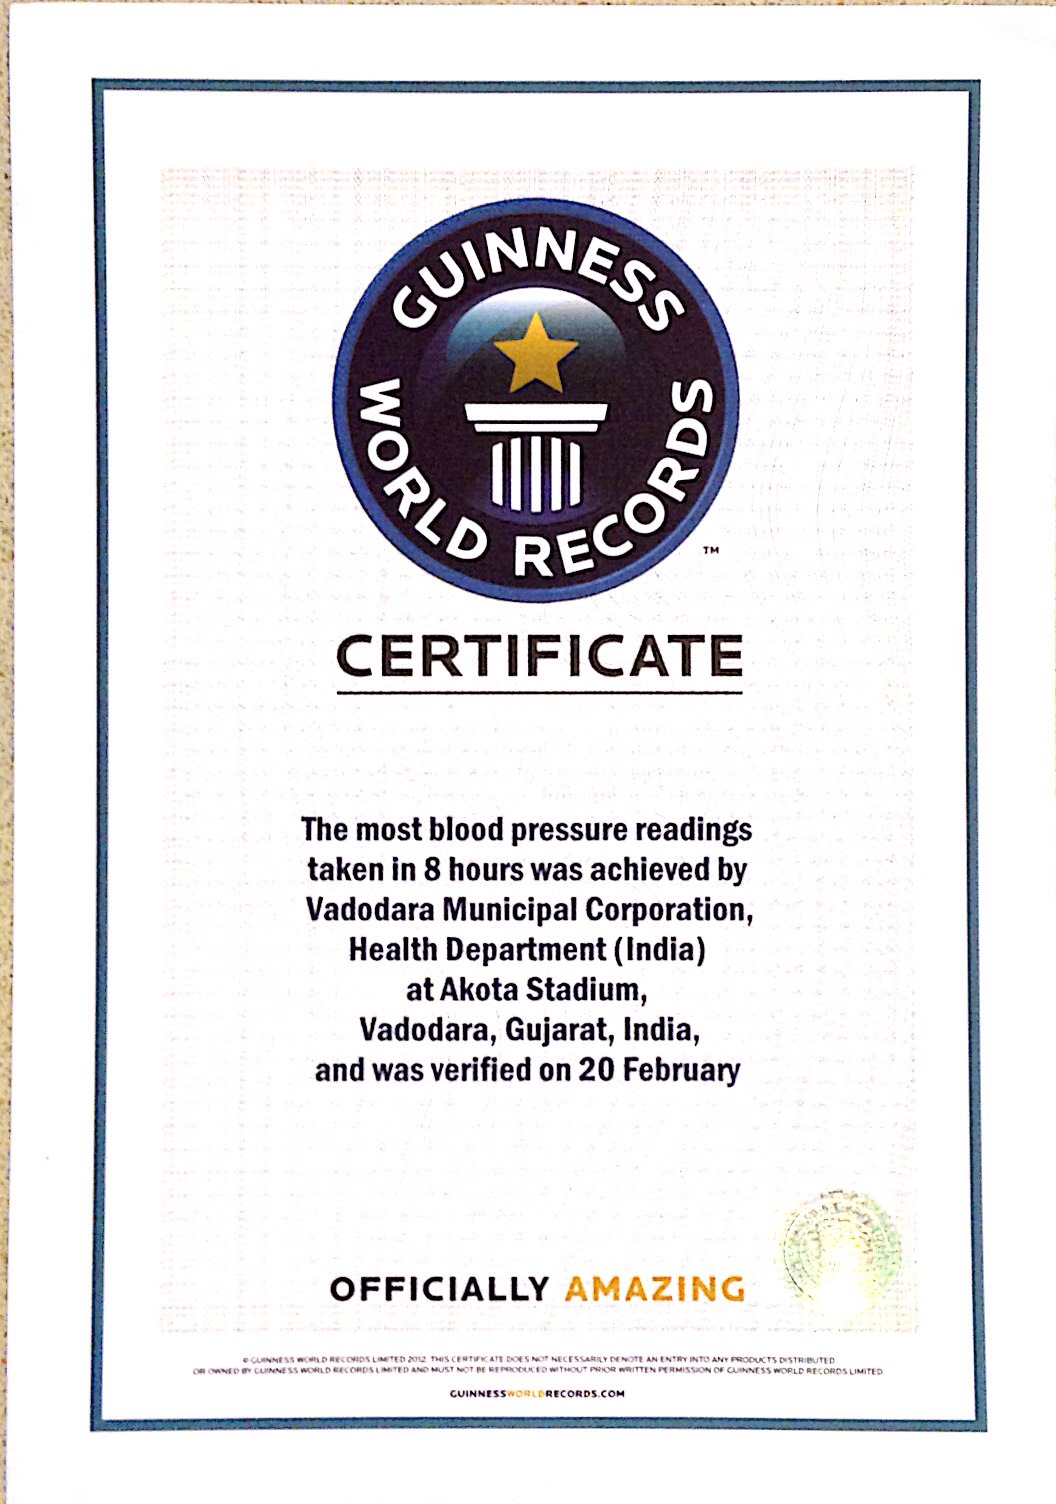 GUINNESS
WORLD RECORDS
TM
CERTIFICATE
The most blood pressure readings
taken in 8 hours was achieved by
Vadodara Municipal Corporation,
Health Department (India)
at Akota Stadium,
Vadodara, Gujarat, India,
and was verified on 20 February
OFFICIALLY AMAZING
© GUINNESS WORLD RECORDS LIMITED 2012. THIS CERTIFICATE DOES NOT NECESSARILY DENOTE AN ENTRY INTO ANY PRODUCTS DISTRIBUTED
OR OWNED BY GUINNESS WORLD RECORDS LIMITED AND MUST NOT BE REPRODUCED WITHOUT PRIOR WRITTEN PERMISSION OF GUINNESS WORLD RECORDS LIMITED.
GUINNESSWORLDRECORDS.COM